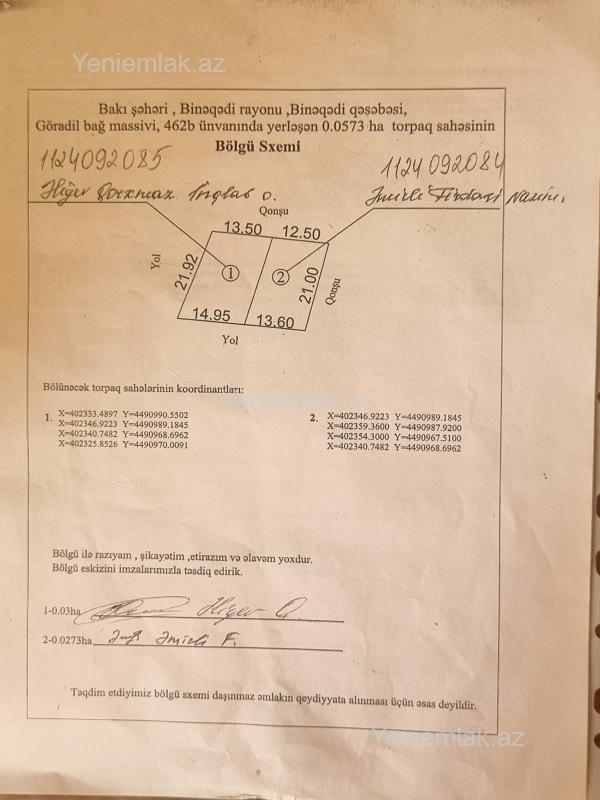 Yeniemlak.az
Bakı şəhəri , Binəqədi rayonu ,Binəqədi qəsəbəsi,
Göradil bağ massivi, 462b ünvanında yerləşən 0.0573 ha torpaq sahəsinin
Bölgü Sxemi
1124092085
1124092084
Qonşu
13.50
12.50
Yol
21.92
1
2
21.00
Qonşu
14.95
13.60
Yol
Bölünəcək torpaq sahələrinin koordinantları:
1.
X=402333.4897 Y=4490990.5502
X=402346.9223 Y=4490989.1845
X=402340.7482 Y=4490968.6962
X=402325.8526 Y=4490970.0091
2.
X=402346.9223 Y=4490989.1845
X=402359.3600 Y=4490987.9200
X=402354.3000 Y=4490967.5100
X=402340.7482 Y=4490968.6962
Bölgü ilə razıyam , şikayətim ,etirazım və əlavəm yoxdur.
Bölgü eskizini imzalarımızla təsdiq edirik.
1-0.03ha
2-0.0273ha Əmirli F.
Təqdim etdiyimiz bölgü sxemi daşınmaz əmlakın qeydiyyata alınması üçün əsas deyildir.
Yeniemlak.az